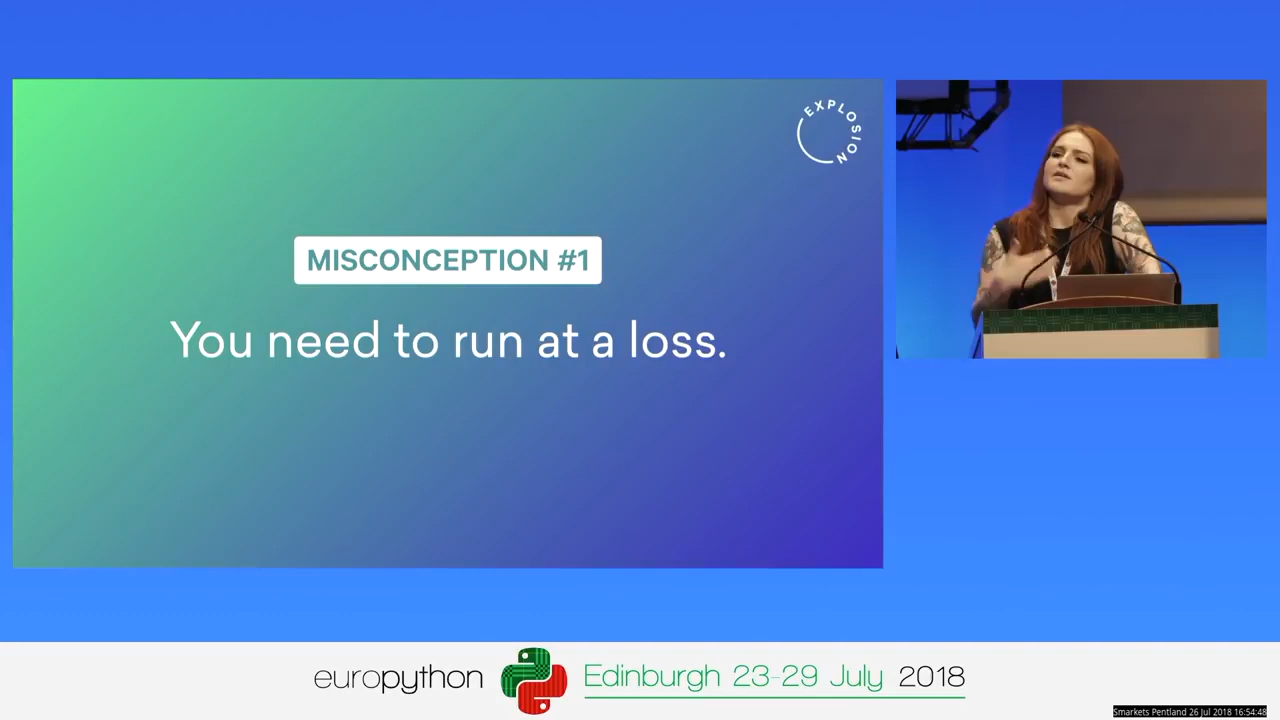 EXPLOSION
MISCONCEPTION #1
You need to run at a loss.
europython
Edinburgh 23-29 July 2018
Smarkets Pentland 26 Jul 2018 16:54:48